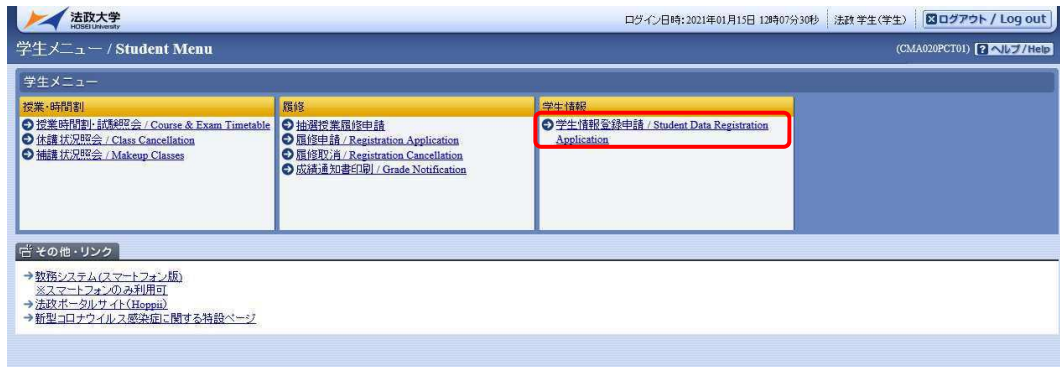 法政大学
HOSEI University
ログイン日時:2021年01月15日 12時07分30秒
法政 学生(学生)
ログアウト / Log out
学生メニュー / Student Menu
(CMA020PCT01)
ヘルプ/Help
学生メニュー
授業・時間割
授業時間割・試験照会 / Course & Exam Timetable
休講状況照会 / Class Cancellation
補講状況照会 / Makeup Classes
履修
抽選授業履修申請
履修申請 / Registration Application
履修取消 / Registration Cancellation
成績通知書印刷 / Grade Notification
学生情報
学生情報登録申請 / Student Data Registration
Application
その他・リンク
教務システム(スマートフォン版)
※スマートフォンのみ利用可
法政ポータルサイト(Hoppii)
新型コロナウイルス感染症に関する特設ページ